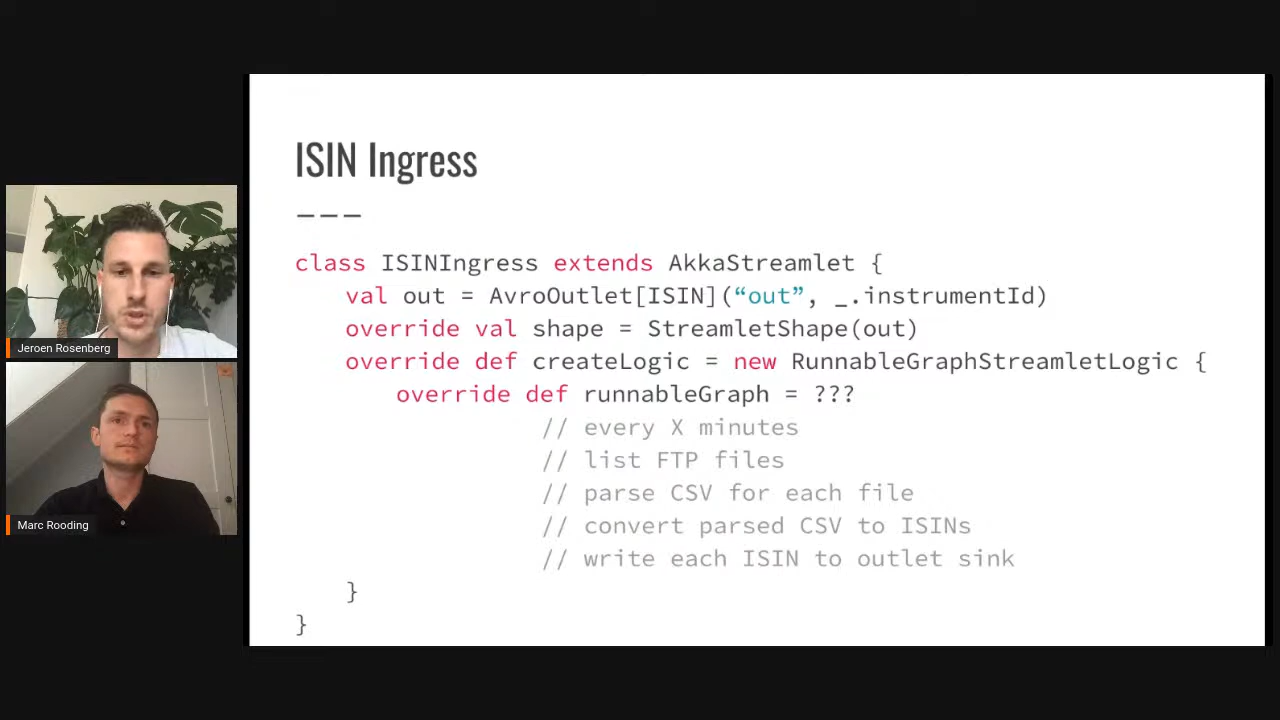 ISIN Ingress
___
class ISINIngress extends AkkaStreamlet {
val out = AvroOutlet[ISIN](“out”, _.instrumentId)
override val shape = StreamletShape(out)
override def createLogic = new RunnableGraphStreamletLogic {
override def runnableGraph = ???
// every X minutes
// list FTP files
// parse CSV for each file
// convert parsed CSV to ISINs
// write each ISIN to outlet sink
}
}
Jeroen Rosenberg
Marc Rooding